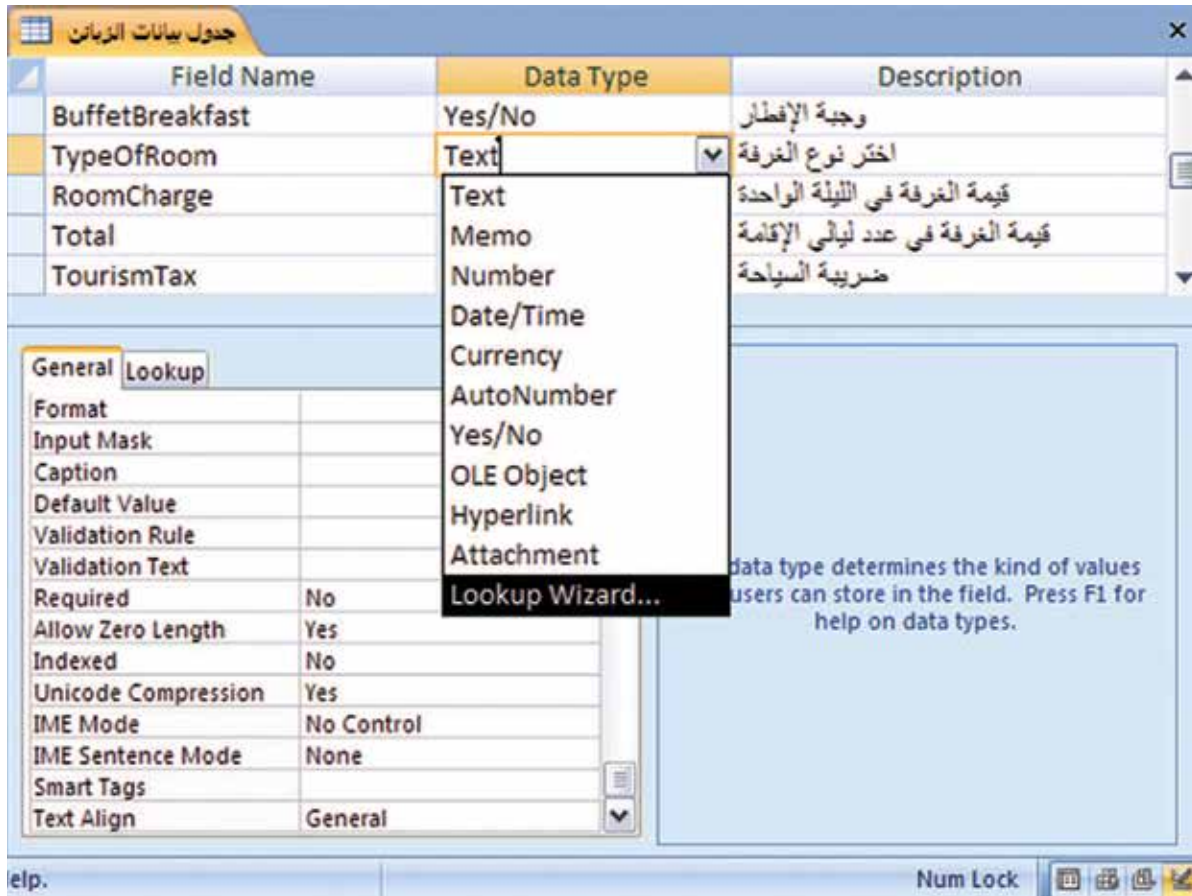 جدول بيانات الزبائن
Field Name Data Type Description
BuffetBreakfast Yes/No وجبة الإفطار
TypeOfRoom Text اختر نوع الغرفة
RoomCharge قيمة الغرفة في الليلة الواحدة
Total قيمة الغرفة في عدد ليالي الإقامة
TourismTax ضريبة السياحة
Text
Memo
Number
Date/Time
Currency
AutoNumber
Yes/No
OLE Object
Hyperlink
Attachment
Lookup Wizard...
General Lookup
Format
Input Mask
Caption
Default Value
Validation Rule
Validation Text
Required No
Allow Zero Length Yes
Indexed No
Unicode Compression Yes
IME Mode No Control
IME Sentence Mode None
Smart Tags
Text Align General
data type determines the kind of values
users can store in the field. Press F1 for
help on data types.
elp. Num Lock